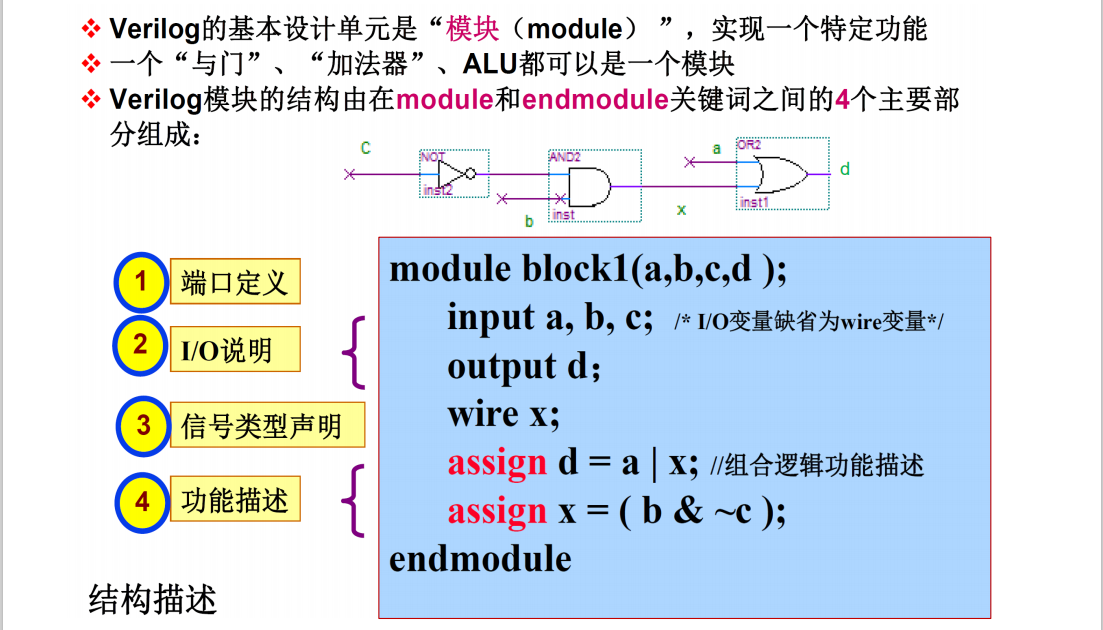 ❖ Verilog的基本设计单元是“模块（module） ”，实现一个特定功能
❖ 一个“与门”、“加法器”、ALU都可以是一个模块
❖ Verilog模块的结构由在module和endmodule关键词之间的4个主要部
分组成：
C
NOT
inst2
b
AND2
inst
a
x
OR2
inst1
d
1 端口定义
2 I/O说明
3 信号类型声明
4 功能描述
module block1(a,b,c,d );
input a, b, c; /* I/O变量缺省为wire变量*/
output d；
wire x;
assign d = a | x; //组合逻辑功能描述
assign x = ( b & ~c );
endmodule
结构描述